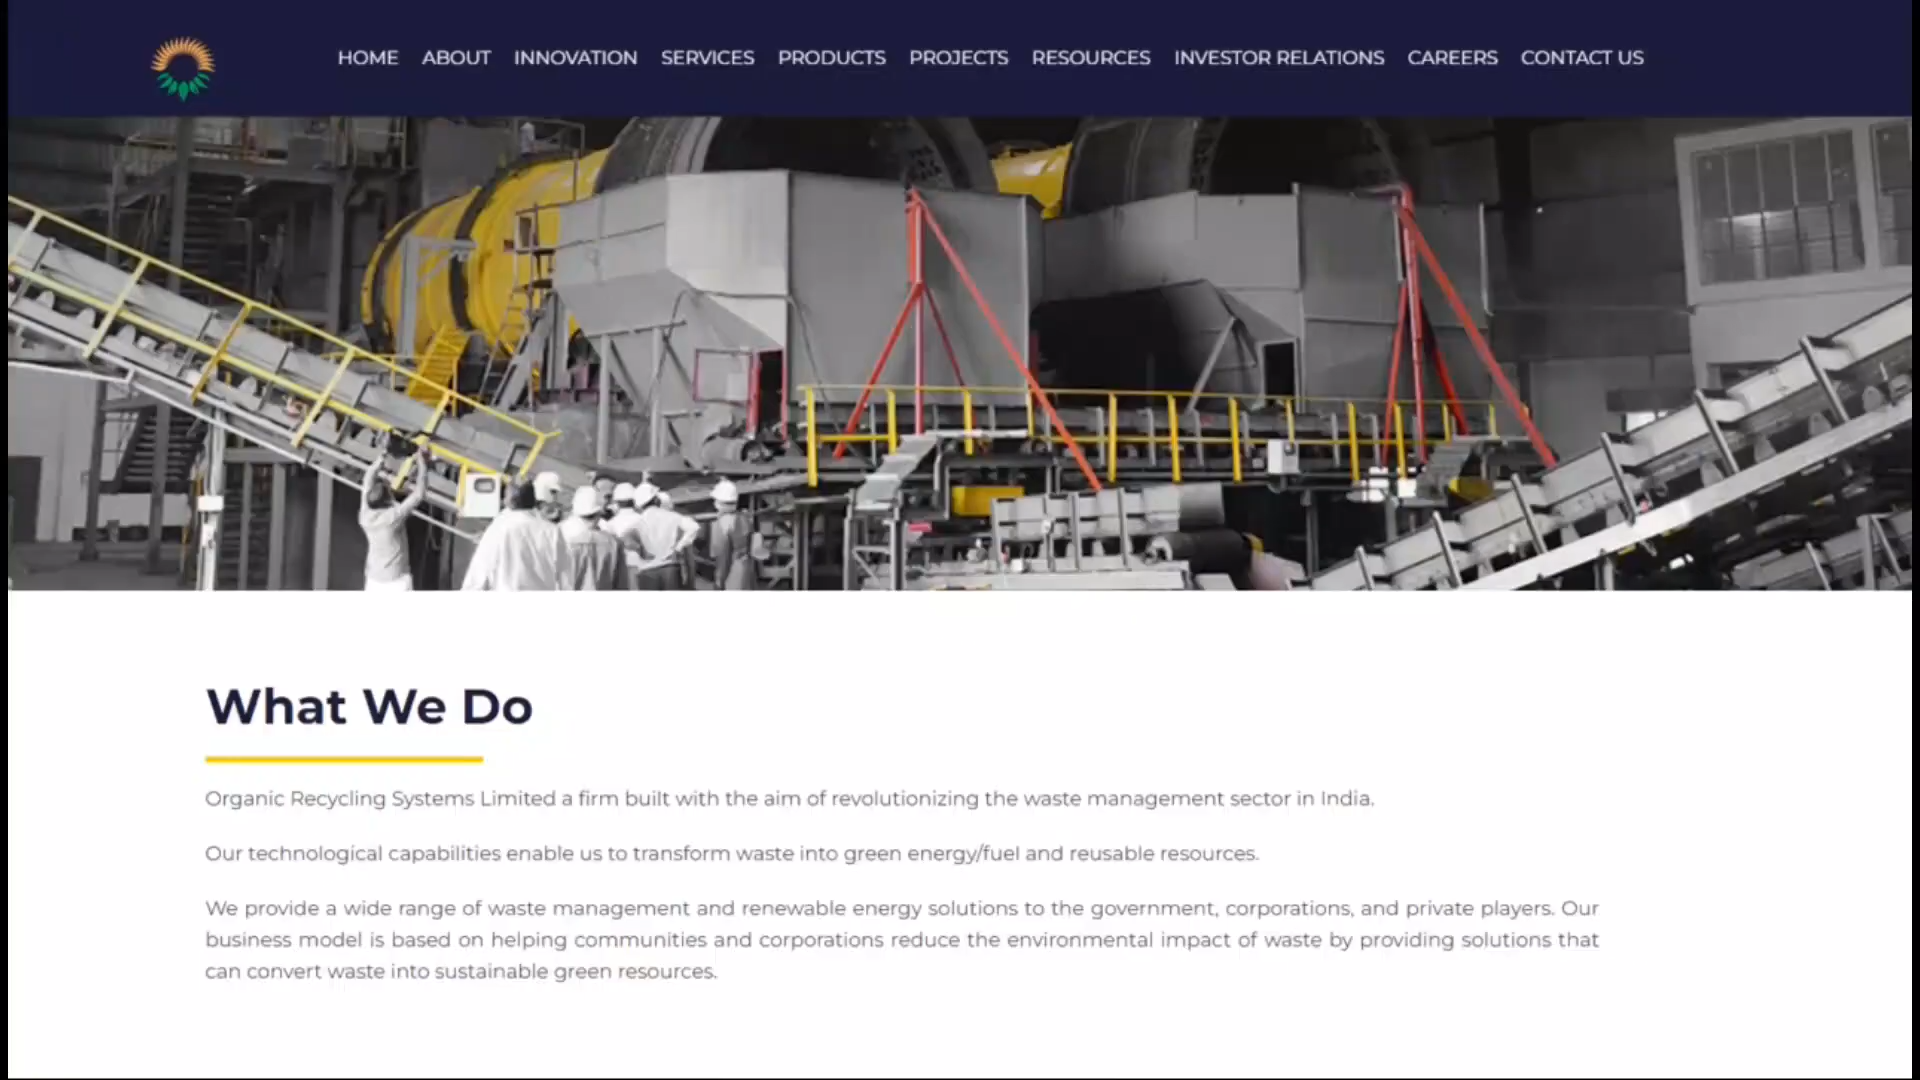 HOME ABOUT INNOVATION SERVICES PRODUCTS PROJECTS RESOURCES INVESTOR RELATIONS CAREERS CONTACT US
What We Do
Organic Recycling Systems Limited a firm built with the aim of revolutionizing the waste management sector in India.
Our technological capabilities enable us to transform waste into green energy/fuel and reusable resources.
We provide a wide range of waste management and renewable energy solutions to the government, corporations, and private players. Our
business model is based on helping communities and corporations reduce the environmental impact of waste by providing solutions that
can convert waste into sustainable green resources.